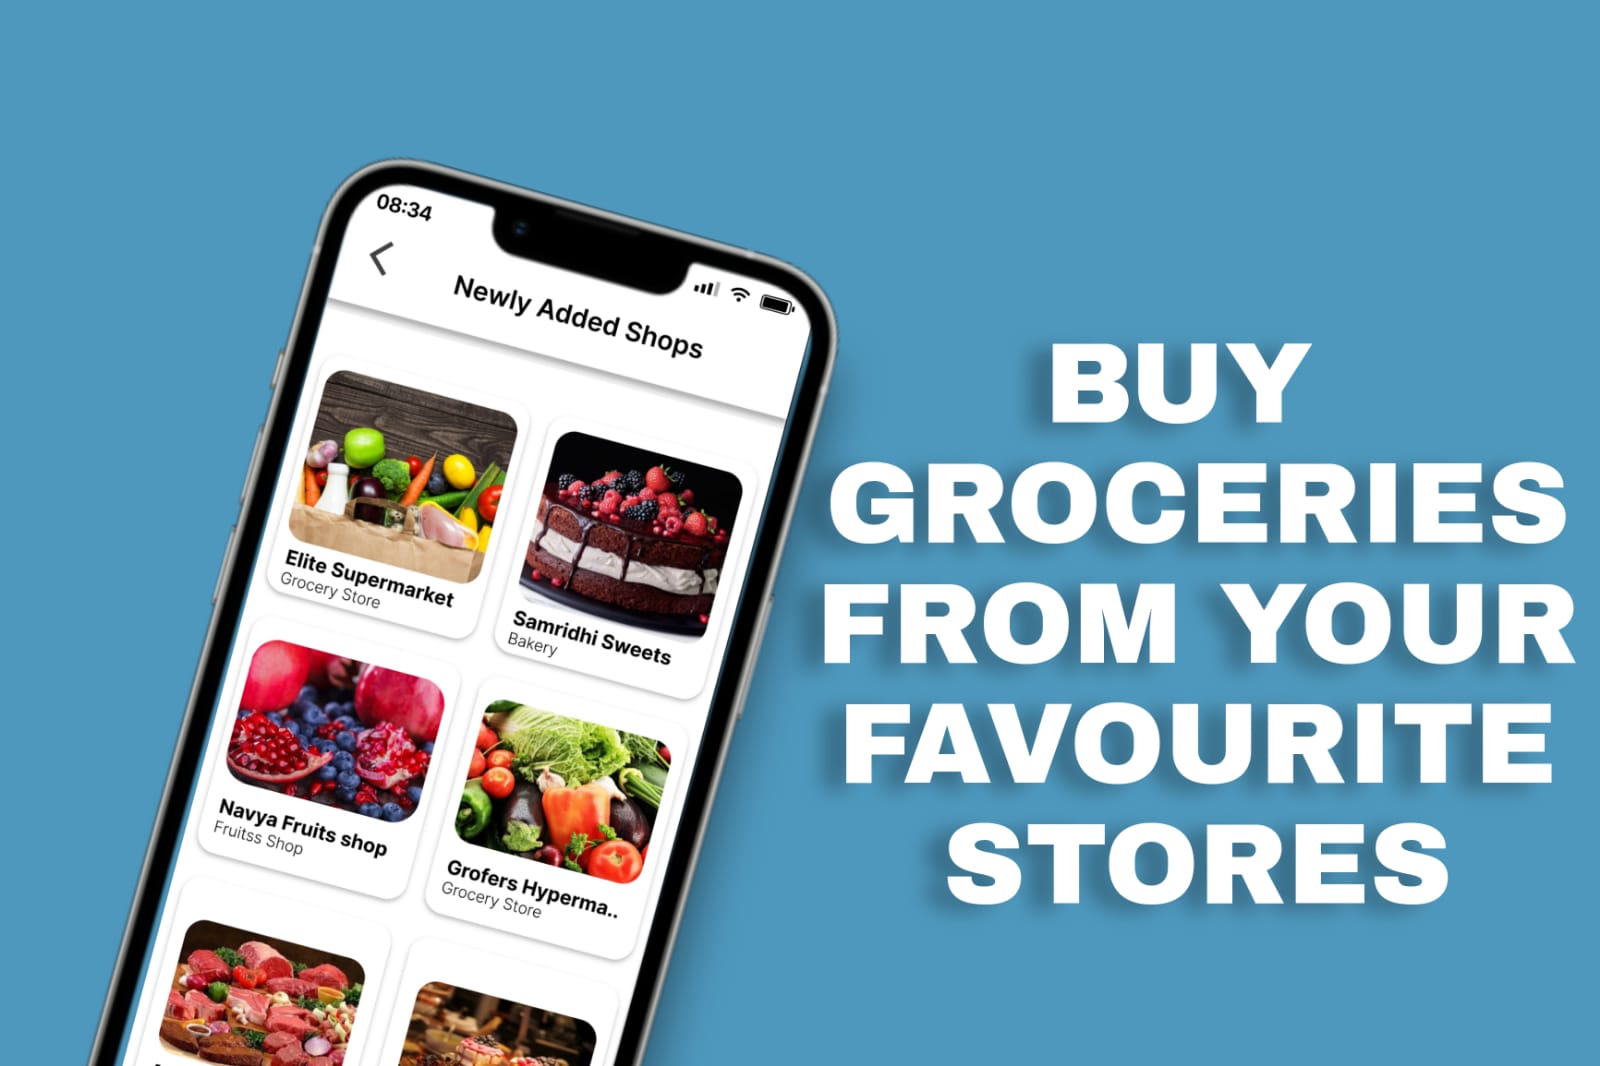 08:34
Newly Added Shops
Elite Supermarket
Grocery Store
Samridhi Sweets
Bakery
Navya Fruits shop
Fruitss Shop
Grofers Hyperma..
Grocery Store
BUY
GROCERIES
FROM YOUR
FAVOURITE
STORES